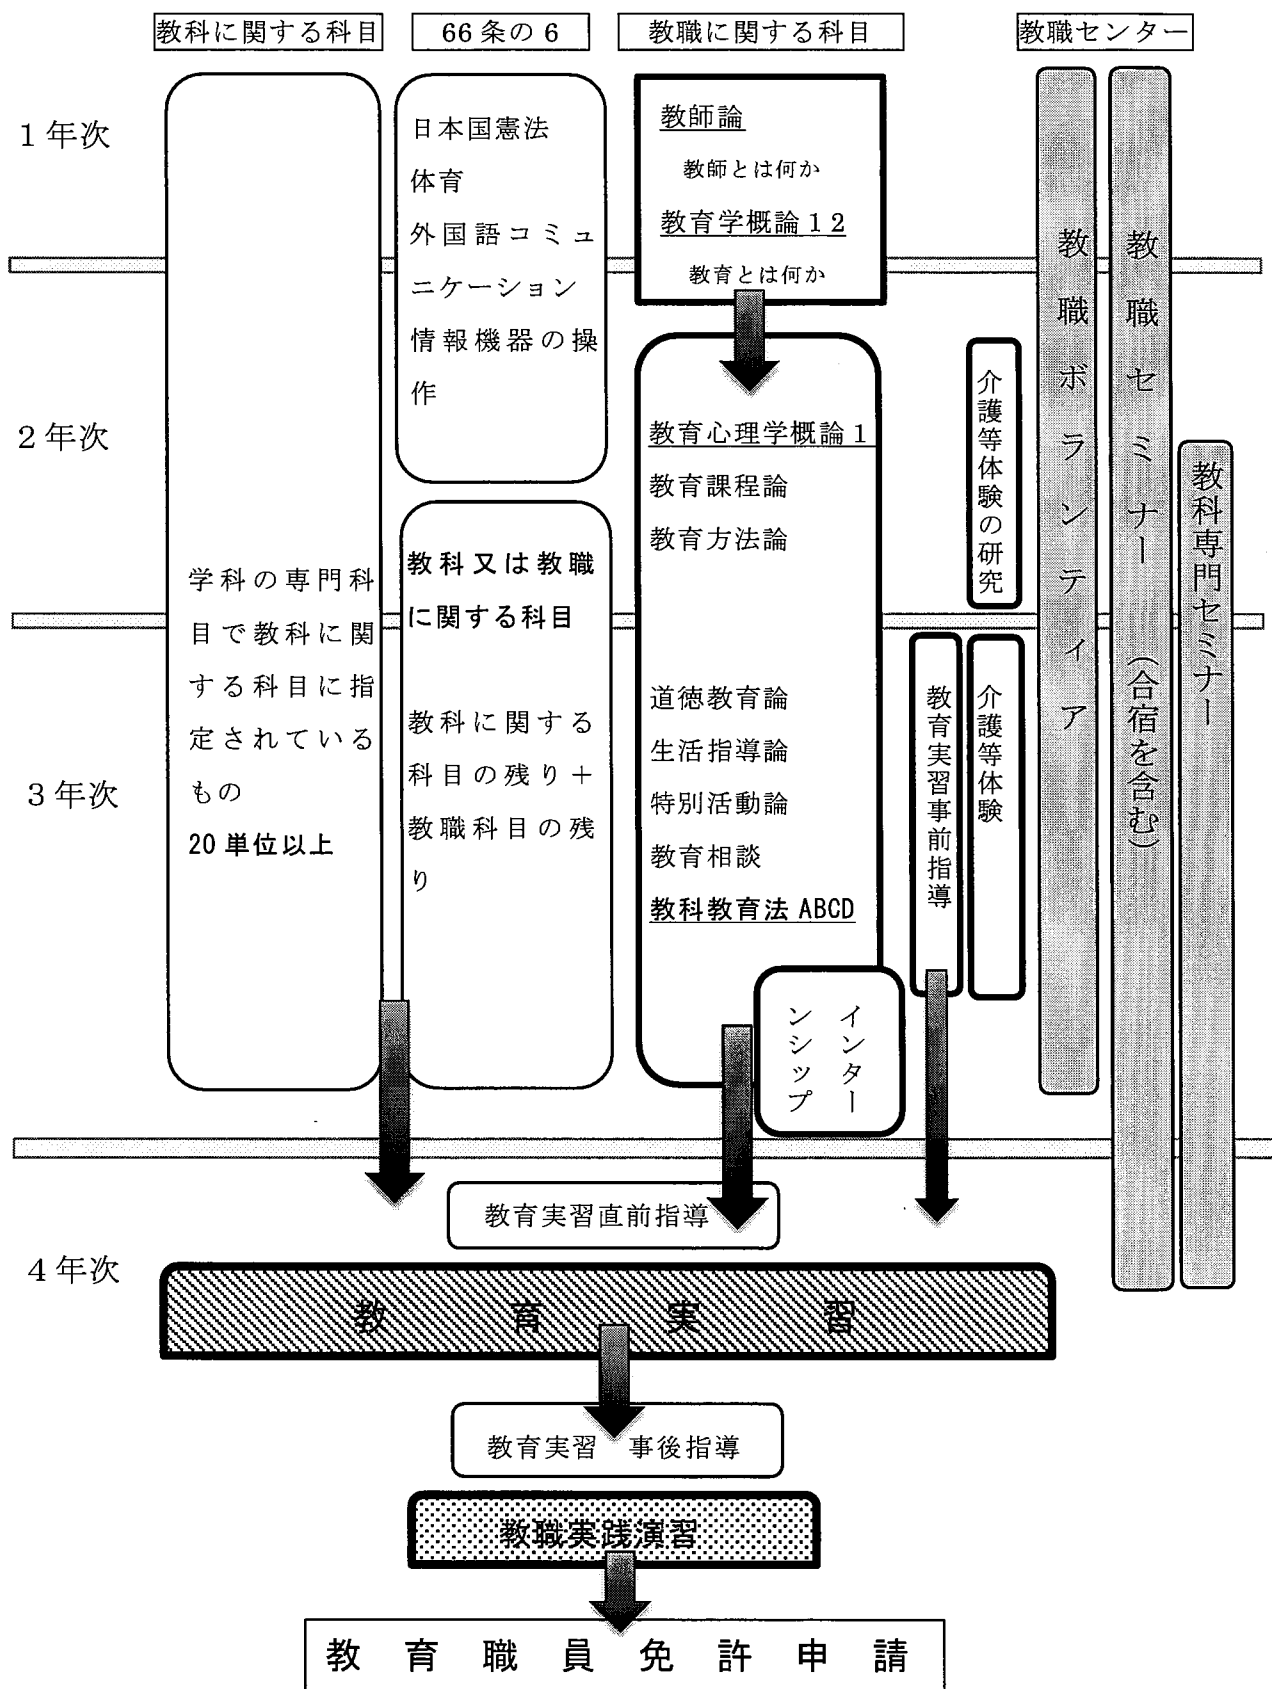 教科に関する科目
66条の6
教職に関する科目
教職センター
1年次
2年次
3年次
4年次
学科の専門科
目で教科に関
する科目に指
定されている
もの
20単位以上
日本国憲法
体育
外国語コミュ
ニケーション
情報機器の操
作
教科又は教職
に関する科目
教科に関する
科目の残り＋
教職科目の残
り
教師論
教師とは何か
教育学概論12
教育とは何か
教育心理学概論1
教育課程論
教育方法論
道徳教育論
生活指導論
特別活動論
教育相談
教科教育法ABCD
インター
ンシップ
教育実習事前指導
介護等体験の研究
介護等体験
教職ボランティア
教職セミナー（合宿を含む）
教科専門セミナー
教育実習直前指導
教育実習
教育実習　事後指導
教職実践演習
教育職員免許申請